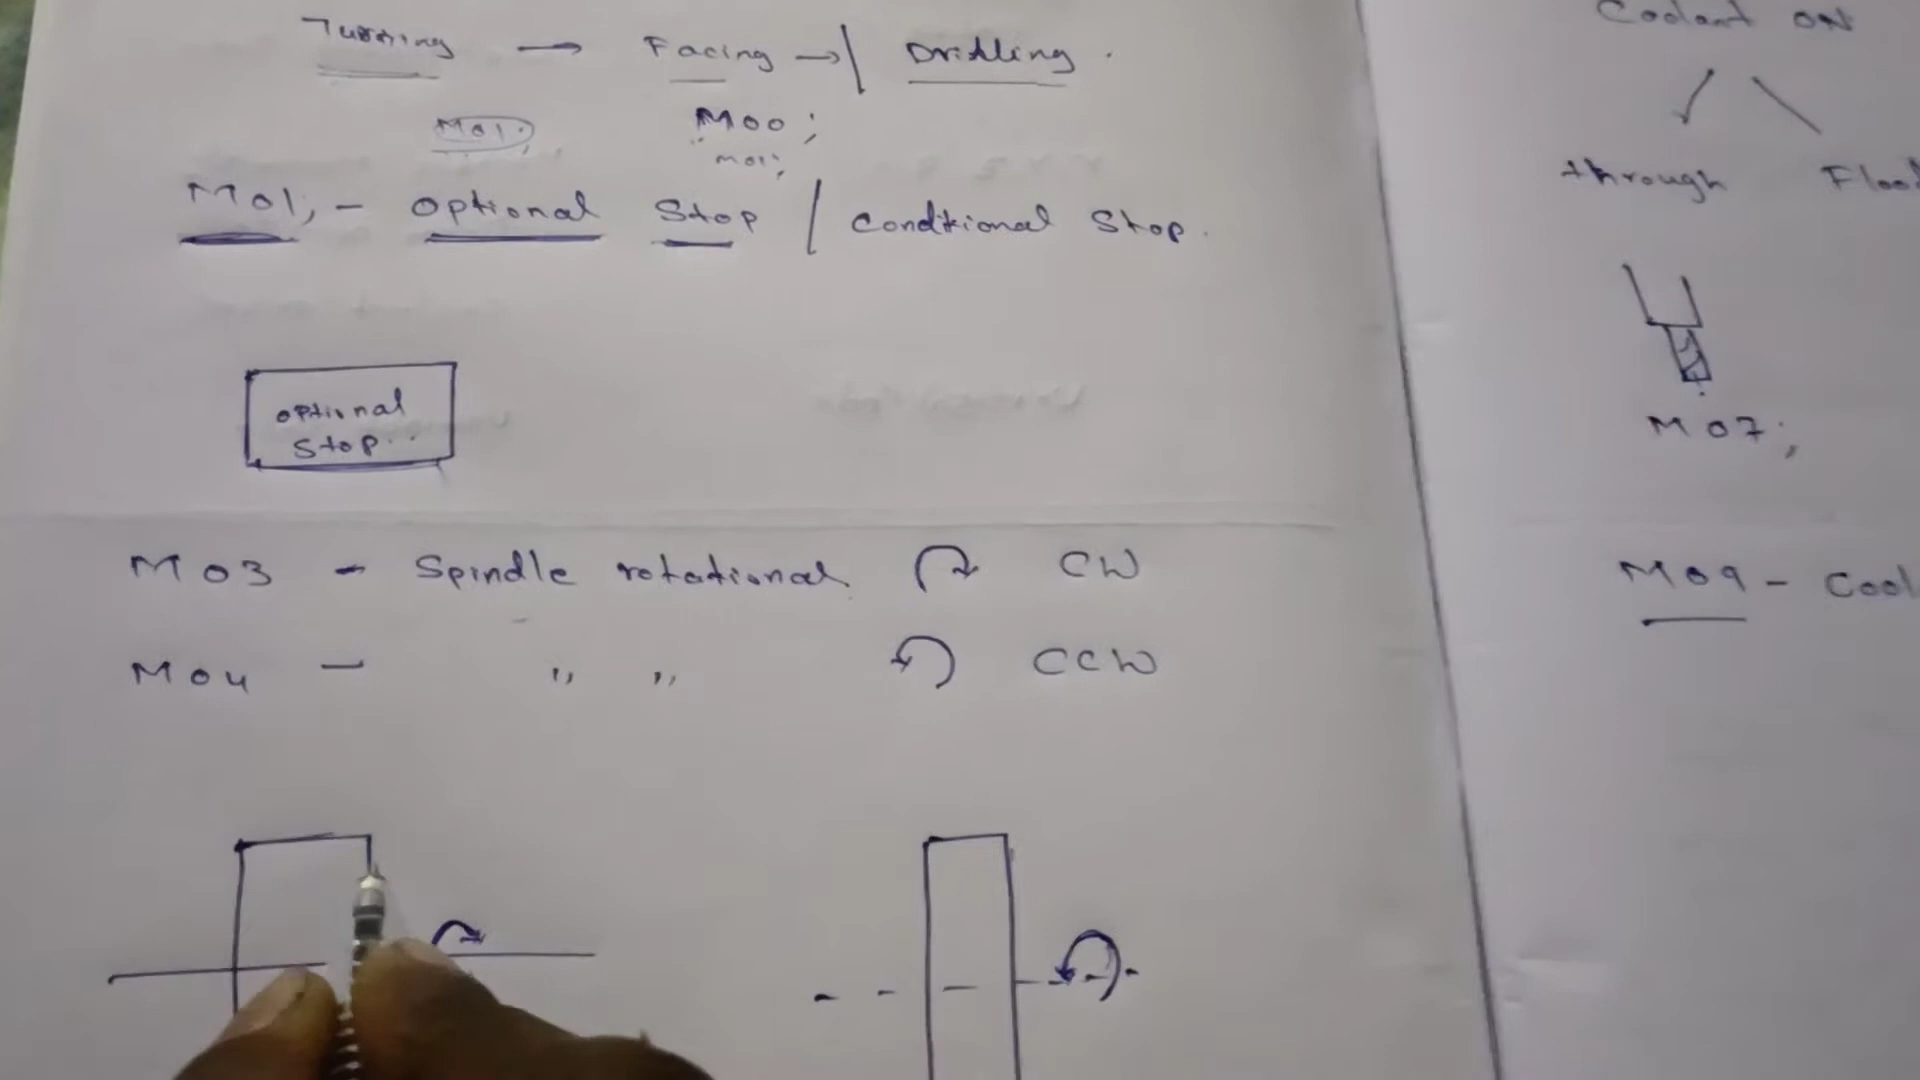 Turning → Facing → | Drilling.
M01; M00;
M01;
M01; - optional Stop / Conditional Stop.
optional
Stop..
M03 - Spindle rotational CW
M04 - " " CCW
Coolant ON
through Flood
M07;
M09 - Cool